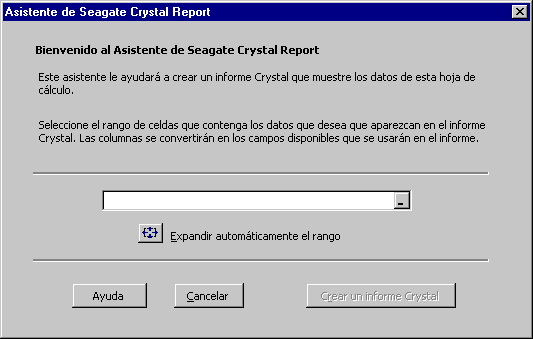 Asistente de Seagate Crystal Report
Bienvenido al Asistente de Seagate Crystal Report
Este asistente le ayudará a crear un informe Crystal que muestre los datos de esta hoja de
cálculo.
Seleccione el rango de celdas que contenga los datos que desea que aparezcan en el informe
Crystal. Las columnas se convertirán en los campos disponibles que se usarán en el informe.
Expandir automáticamente el rango
Ayuda Cancelar Crear un informe Crystal